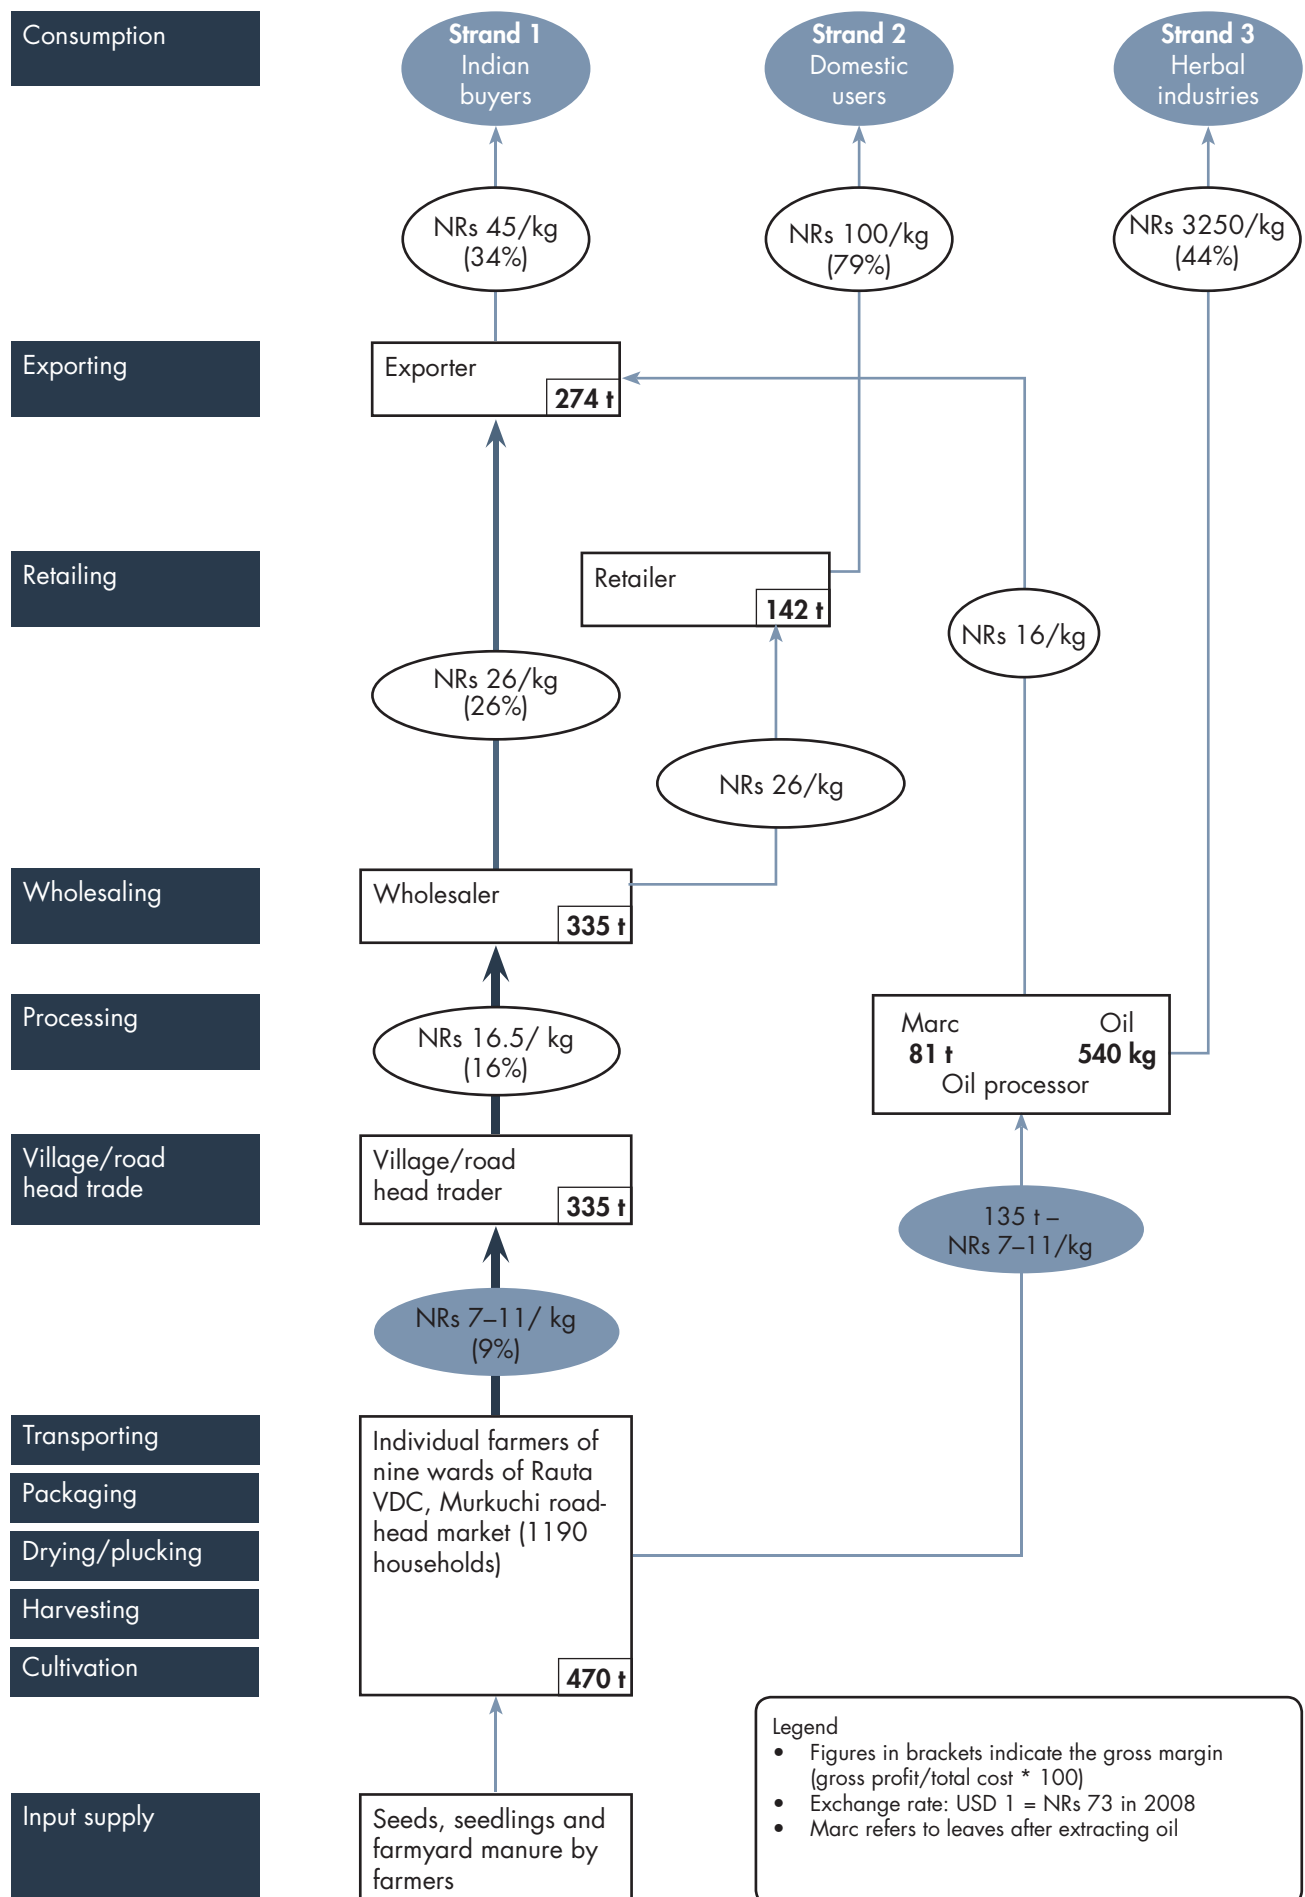 Consumption
Strand 1
Indian
buyers
Strand 2
Domestic
users
Strand 3
Herbal
industries
NRs 45/kg
(34%)
NRs 100/kg
(79%)
NRs 3250/kg
(44%)
Exporting
Exporter
274 t
Retailing
Retailer
142 t
NRs 16/kg
NRs 26/kg
(26%)
NRs 26/kg
Wholesaling
Wholesaler
335 t
Processing
NRs 16.5/ kg
(16%)
Marc
81 t
Oil
540 kg
Oil processor
Village/road
head trade
Village/road
head trader
335 t
135 t –
NRs 7–11/kg
NRs 7–11/ kg
(9%)
Transporting
Packaging
Drying/plucking
Harvesting
Cultivation
Individual farmers of
nine wards of Rauta
VDC, Murkuchi road-
head market (1190
households)
470 t
Input supply
Seeds, seedlings and
farmyard manure by
farmers
Legend
• Figures in brackets indicate the gross margin
(gross profit/total cost * 100)
• Exchange rate: USD 1 = NRs 73 in 2008
• Marc refers to leaves after extracting oil